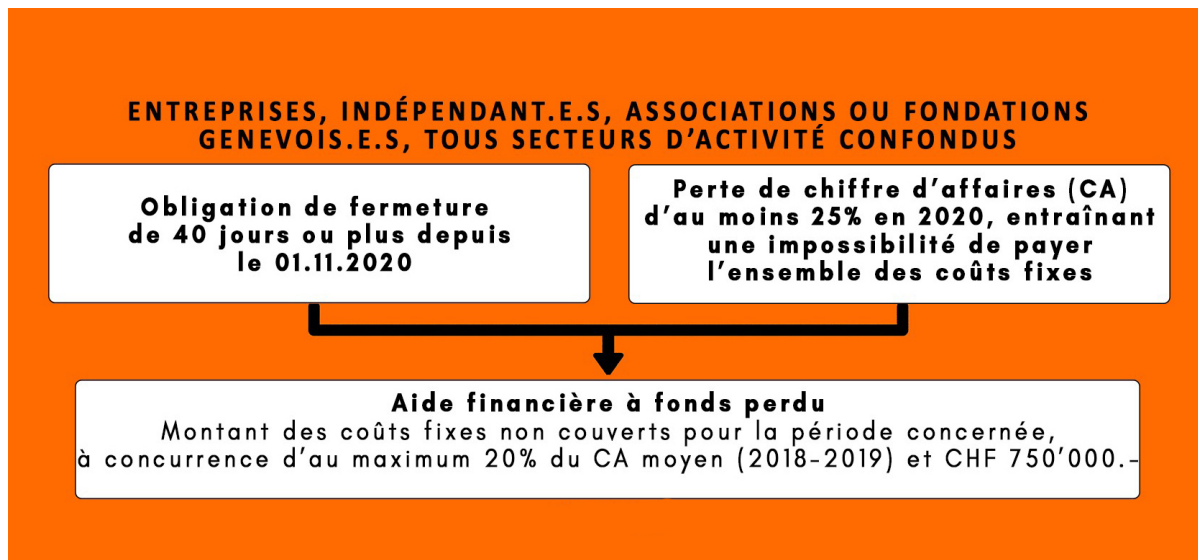 ENTREPRISES, INDÉPENDANT.E.S, ASSOCIATIONS OU FONDATIONS
GENEVOIS.E.S, TOUS SECTEURS D'ACTIVITÉ CONFONDUS
Obligation de fermeture
de 40 jours ou plus depuis
le 01.11.2020
Perte de chiffre d'affaires (CA)
d'au moins 25% en 2020, entraînant
une impossibilité de payer
l'ensemble des coûts fixes
Aide financière à fonds perdu
Montant des coûts fixes non couverts pour la période concernée,
à concurrence d'au maximum 20% du CA moyen (2018-2019) et CHF 750'000.-